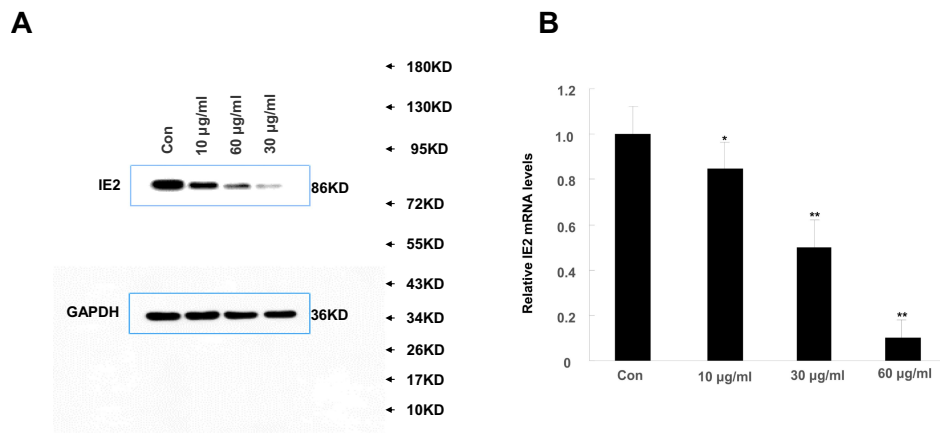 A
B
180KD
130KD
95KD
72KD
55KD
43KD
34KD
26KD
17KD
10KD
Con
10 µg/ml
60 µg/ml
30 µg/ml
IE2
86KD
GAPDH
36KD
Relative IE2 mRNA levels
1.2
1.0
0.8
0.6
0.4
0.2
0
*
**
**
Con
10 µg/ml
30 µg/ml
60 µg/ml